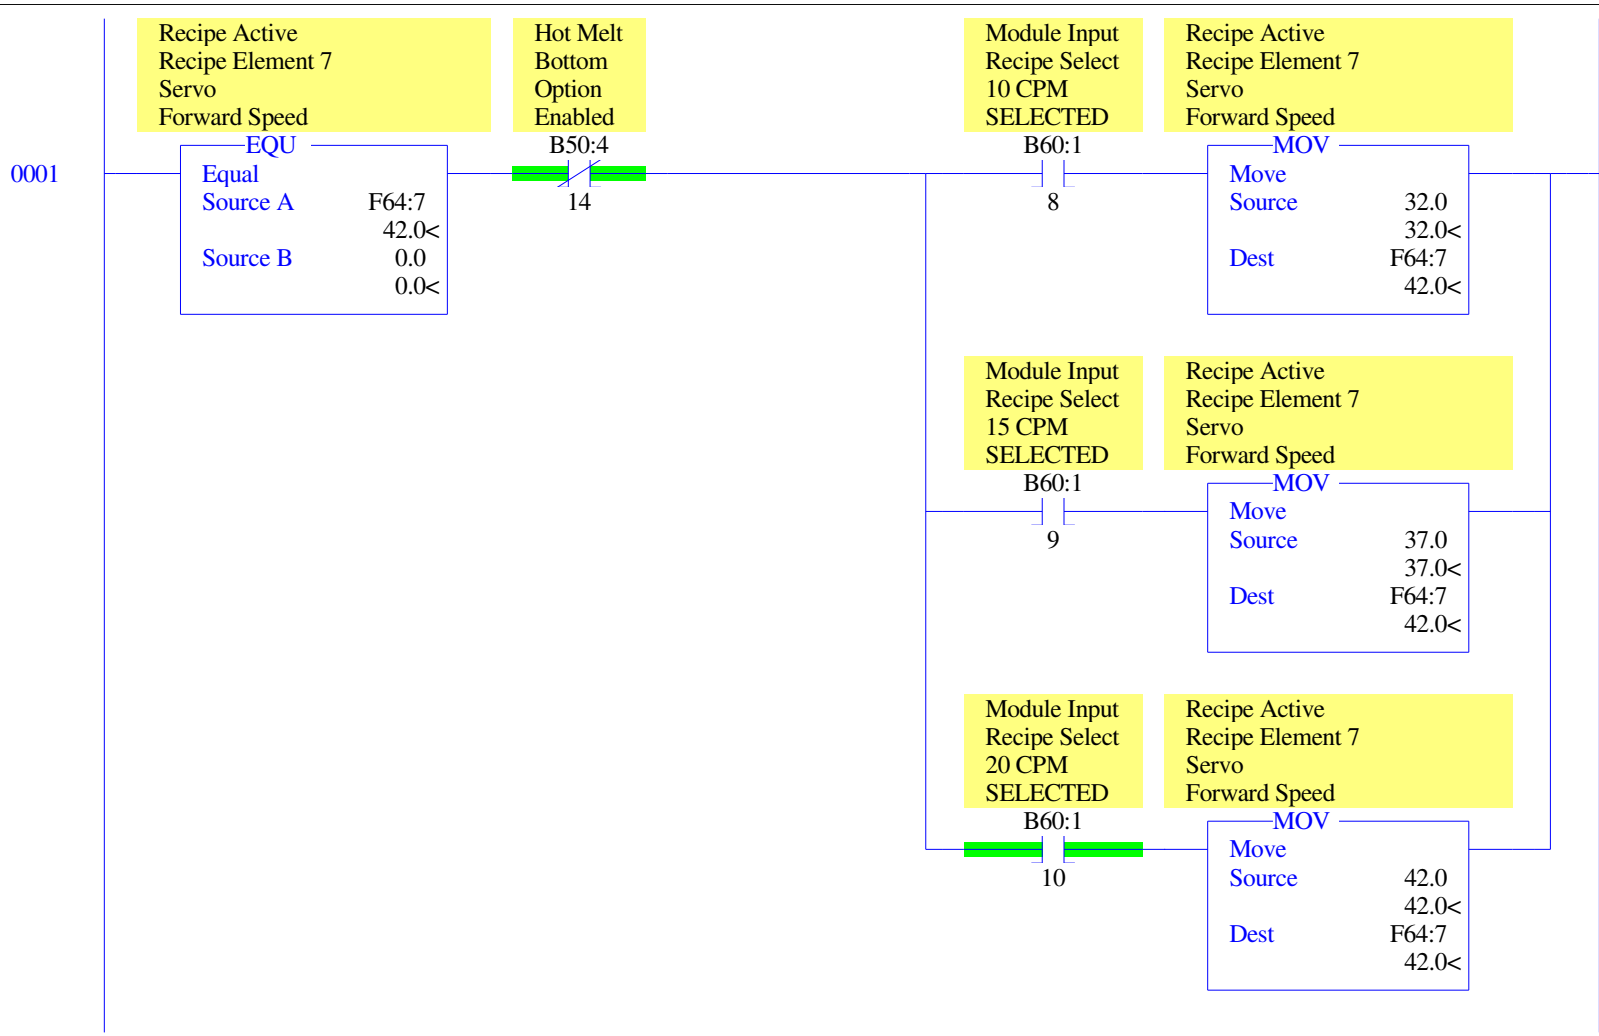 Recipe Active
Recipe Element 7
Servo
Forward Speed
Hot Melt
Bottom
Option
Enabled
Module Input
Recipe Select
10 CPM
SELECTED
Recipe Active
Recipe Element 7
Servo
Forward Speed
0001
EQU
Equal
Source A F64:7
42.0<
Source B 0.0
0.0<
B50:4
14
B60:1
8
MOV
Move
Source 32.0
32.0<
Dest F64:7
42.0<
Module Input
Recipe Select
15 CPM
SELECTED
Recipe Active
Recipe Element 7
Servo
Forward Speed
B60:1
9
MOV
Move
Source 37.0
37.0<
Dest F64:7
42.0<
Module Input
Recipe Select
20 CPM
SELECTED
Recipe Active
Recipe Element 7
Servo
Forward Speed
B60:1
10
MOV
Move
Source 42.0
42.0<
Dest F64:7
42.0<